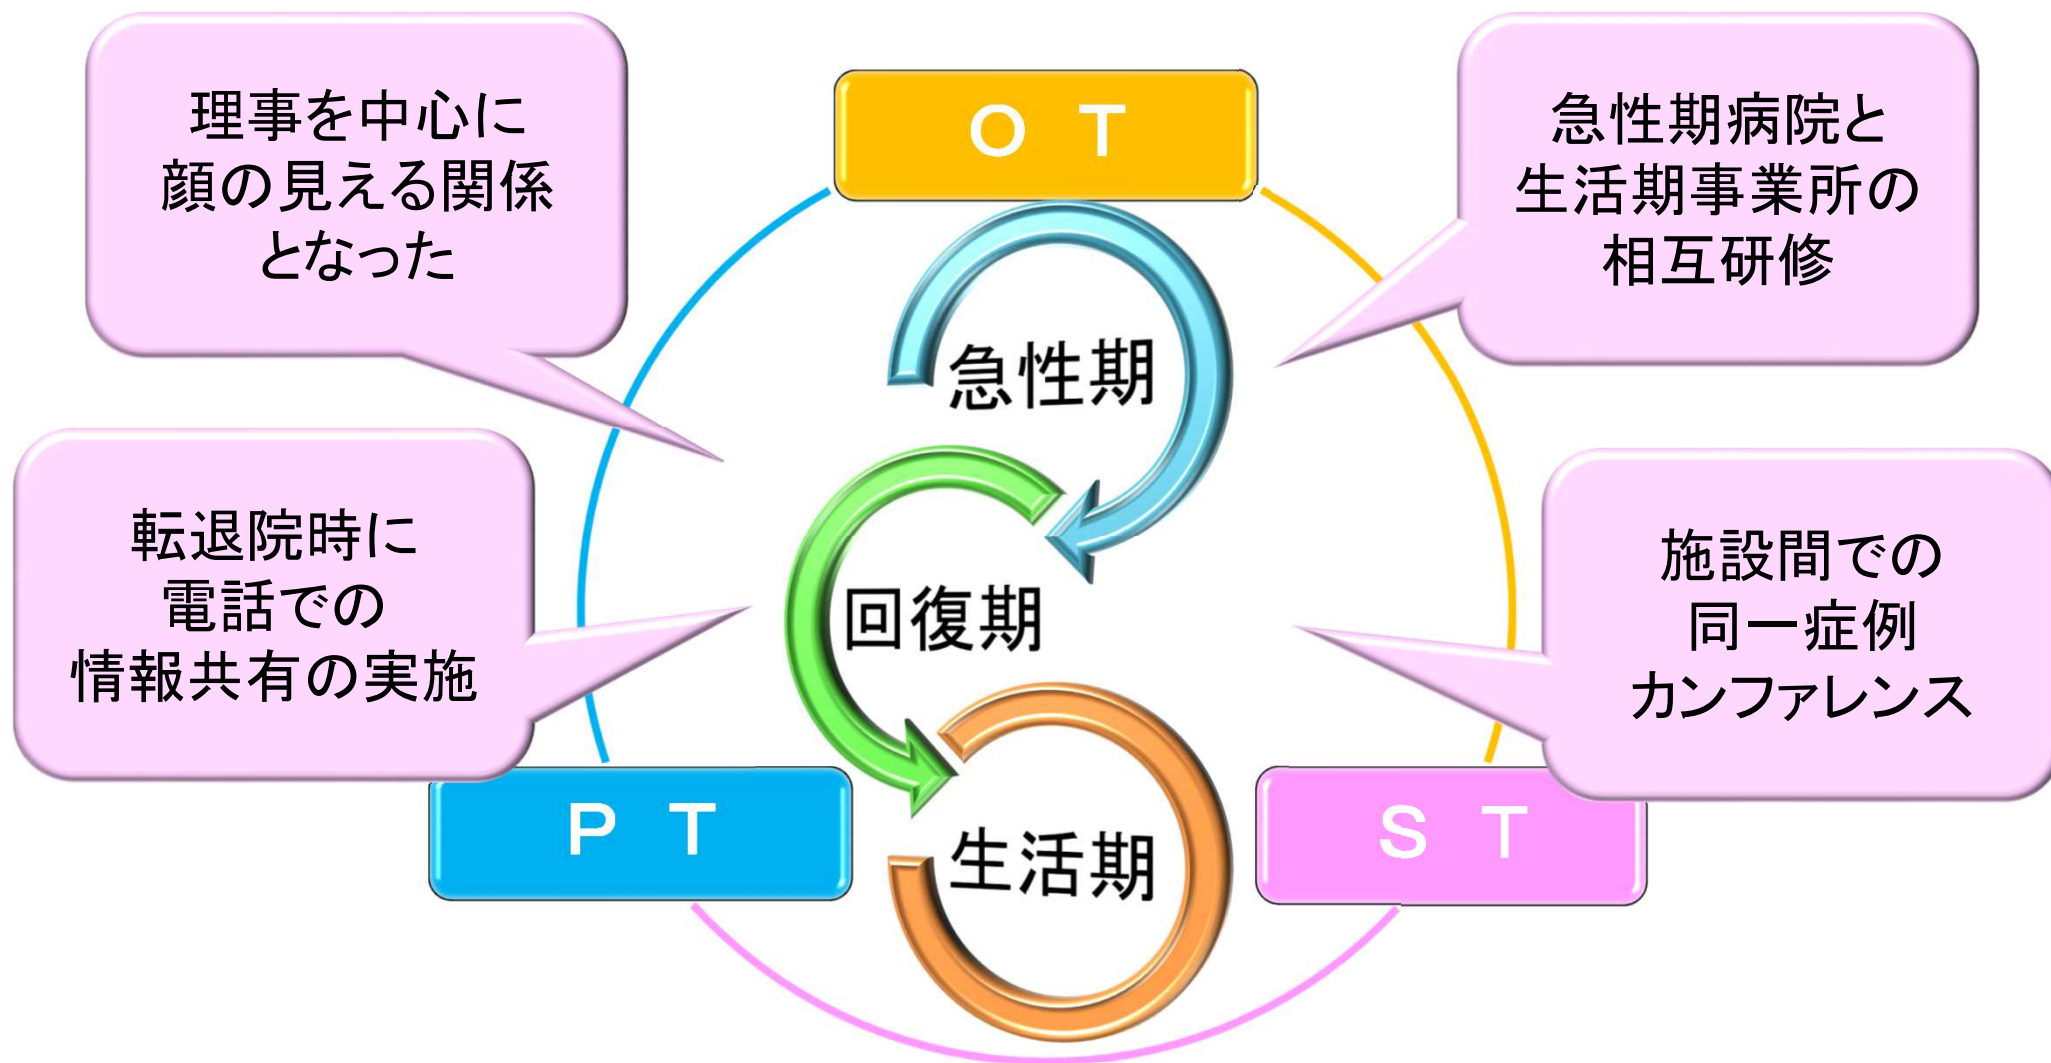 理事を中心に
顔の見える関係
となった
O T
急性期病院と
生活期事業所の
相互研修
急性期
転退院時に
電話での
情報共有の実施
回復期
施設間での
同一症例
カンファレンス
P T
生活期
S T